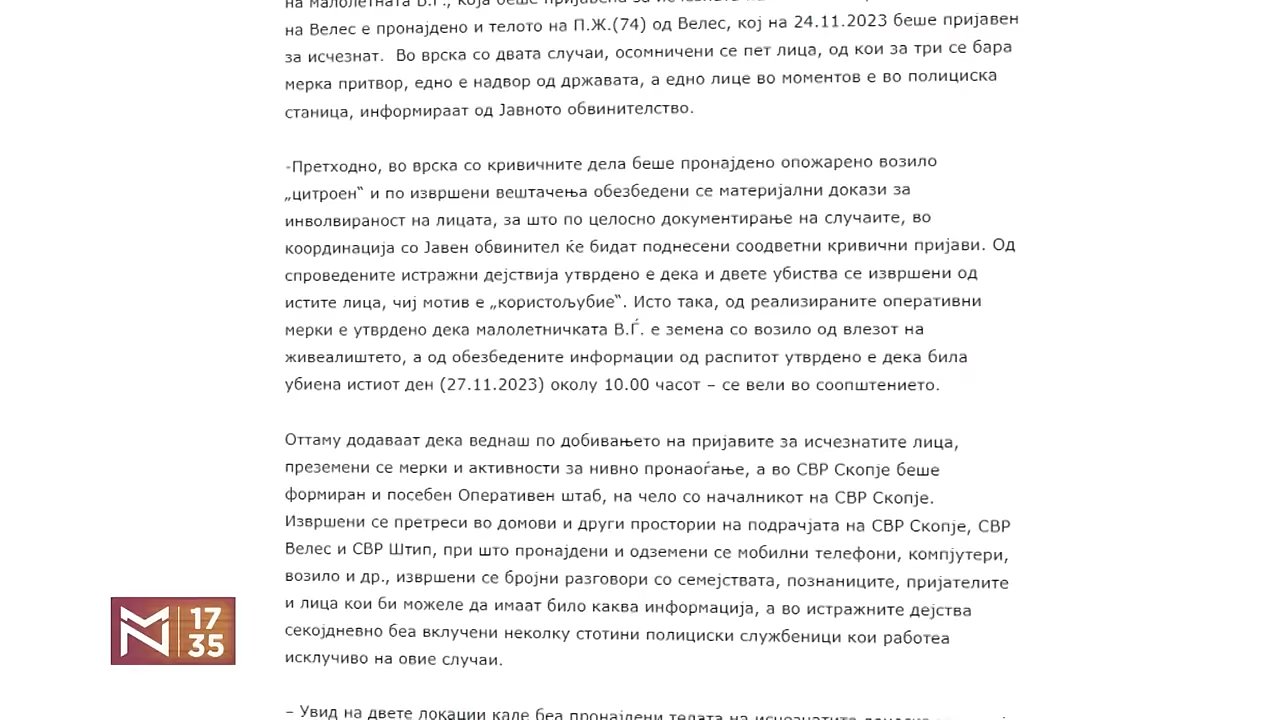 на малолетната В.Ѓ., која беше пријавена за исчезната на
на Велес е пронајдено и телото на П.Ж.(74) од Велес, кој на 24.11.2023 беше пријавен
за исчезнат. Во врска со двата случаи, осомничени се пет лица, од кои за три се бара
мерка притвор, едно е надвор од државата, а едно лице во моментов е во полициска
станица, информираат од Јавното обвинителство.
-Претходно, во врска со кривичните дела беше пронајдено опожарено возило
„цитроен“ и по извршени вештачења обезбедени се материјални докази за
инволвираност на лицата, за што по целосно документирање на случаите, во
координација со Јавен обвинител ќе бидат поднесени соодветни кривични пријави. Од
спроведените истражни дејствија утврдено е дека и двете убиства се извршени од
истите лица, чиј мотив е „користољубие“. Исто така, од реализираните оперативни
мерки е утврдено дека малолетничката В.Ѓ. е земена со возило од влезот на
живеалиштето, а од обезбедените информации од распитот утврдено е дека била
убиена истиот ден (27.11.2023) околу 10.00 часот – се вели во соопштението.
Оттаму додаваат дека веднаш по добивањето на пријавите за исчезнатите лица,
преземени се мерки и активности за нивно пронаоѓање, а во СВР Скопје беше
формиран и посебен Оперативен штаб, на чело со началникот на СВР Скопје.
Извршени се претреси во домови и други простории на подрачјата на СВР Скопје, СВР
Велес и СВР Штип, при што пронајдени и одземени се мобилни телефони, компјутери,
возило и др., извршени се бројни разговори со семејствата, познаниците, пријателите
и лица кои би можеле да имаат било каква информација, а во истражните дејства
секојдневно беа вклучени неколку стотини полициски службеници кои работеа
исклучиво на овие случаи.
– Увид на двете локации каде беа пронајдени телата на исчезнатите
17
35